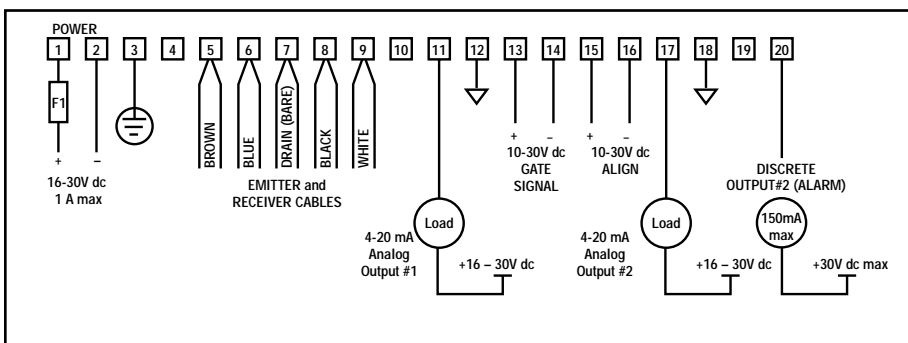 POWER
1 2 3 4 5 6 7 8 9 10 11 12 13 14 15 16 17 18 19 20
F1
+ –
16-30V dc
1 A max
BROWN
BLUE
DRAIN (BARE)
BLACK
WHITE
EMITTER and
RECEIVER CABLES
Load
4-20 mA
Analog
Output #1
+16 – 30V dc
+ –
10-30V dc
GATE
SIGNAL
+ –
10-30V dc
ALIGN
Load
4-20 mA
Analog
Output #2
+16 – 30V dc
DISCRETE
OUTPUT#2 (ALARM)
150mA
max
+30V dc max